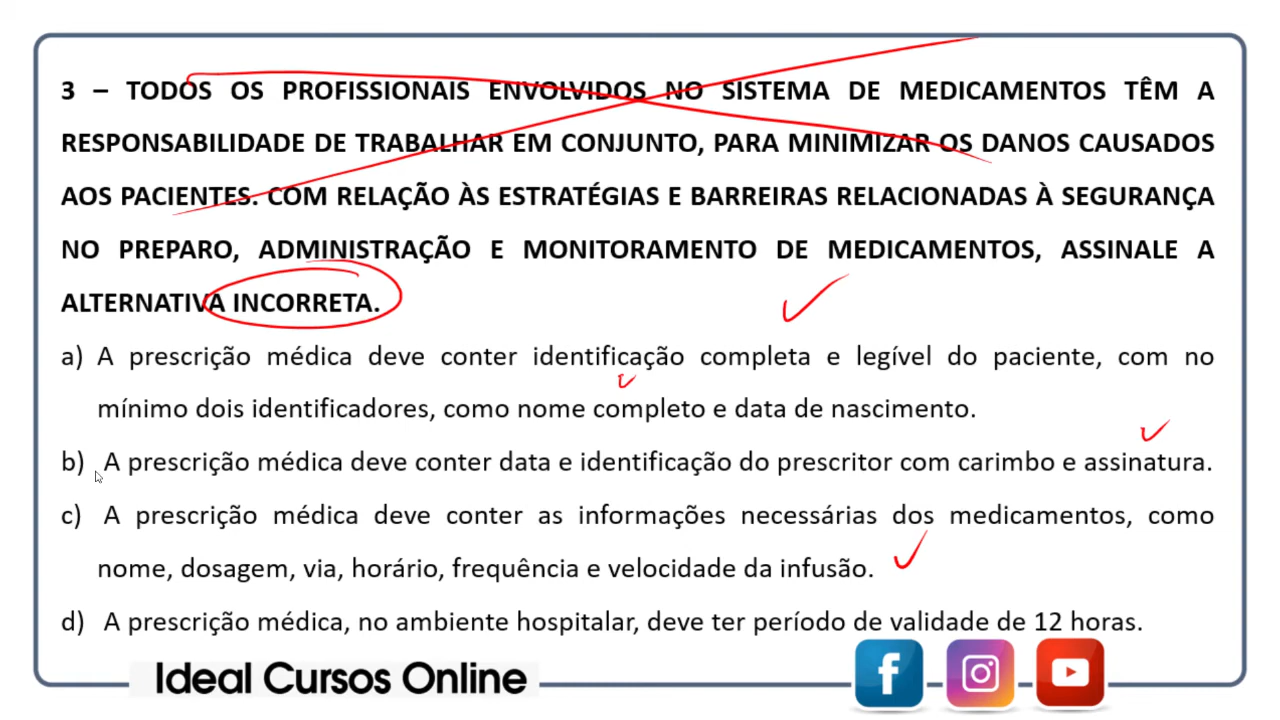 3 – TODOS OS PROFISSIONAIS ENVOLVIDOS NO SISTEMA DE MEDICAMENTOS TÊM A
RESPONSABILIDADE DE TRABALHAR EM CONJUNTO, PARA MINIMIZAR OS DANOS CAUSADOS
AOS PACIENTES. COM RELAÇÃO ÀS ESTRATÉGIAS E BARREIRAS RELACIONADAS À SEGURANÇA
NO PREPARO, ADMINISTRAÇÃO E MONITORAMENTO DE MEDICAMENTOS, ASSINALE A
ALTERNATIVA INCORRETA.
a) A prescrição médica deve conter identificação completa e legível do paciente, com no
mínimo dois identificadores, como nome completo e data de nascimento.
b) A prescrição médica deve conter data e identificação do prescritor com carimbo e assinatura.
c) A prescrição médica deve conter as informações necessárias dos medicamentos, como
nome, dosagem, via, horário, frequência e velocidade da infusão.
d) A prescrição médica, no ambiente hospitalar, deve ter período de validade de 12 horas.
Ideal Cursos Online